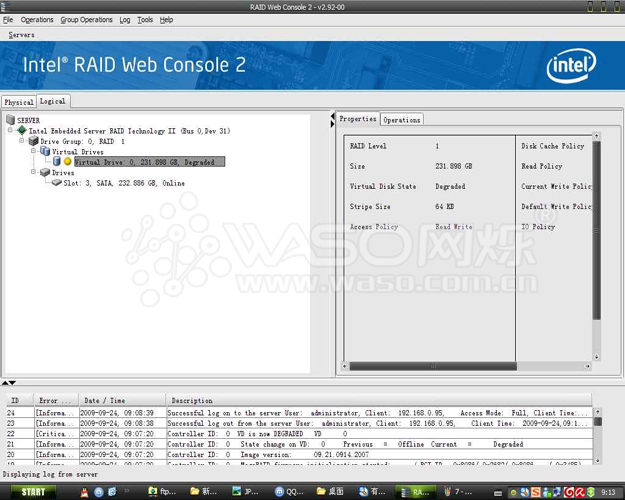 RAID Web Console 2 - v2.92-00
File Operations Group Operations Log Tools Help
Servers
Intel® RAID Web Console 2
intel
Physical Logical
SERVER
Intel Embedded Server RAID Technology II (Bus 0,Dev 31)
Drive Group: 0, RAID 1
Virtual Drives
Virtual Drive: 0, 231.898 GB, Degraded
Drives
Slot: 3, SATA, 232.886 GB, Online
Properties Operations
RAID Level 1 Disk Cache Policy
Size 231.898 GB Read Policy
Virtual Disk State Degraded Current Write Polic
Stripe Size 64 KB Default Write Polic
Access Policy Read Write IO Policy
WASO网烁®
www.waso.com.cn
ID Error ... Date / Time Description
24 [Informa... 2009-09-24, 09:08:39 Successful log on to the server User: administrator, Client: 192.168.0.95, Access Mode: Full, Client Time:...
23 [Informa... 2009-09-24, 09:08:38 Successful log out from the server User: administrator, Client: 192.168.0.95, Client Time: 2009-09-24,09:1...
22 [Critica... 2009-09-24, 09:07:20 Controller ID: 0 VD is now DEGRADED VD 0
21 [Informa... 2009-09-24, 09:07:20 Controller ID: 0 State change on VD: 0 Previous = Offline Current = Degraded
20 [Informa... 2009-09-24, 09:07:20 Controller ID: 0 Image version: 09.21.0914.2007
Displaying log from server
START ftp... 新... JP... QQ... 桌面 有... RA... 7 - ... 9:13